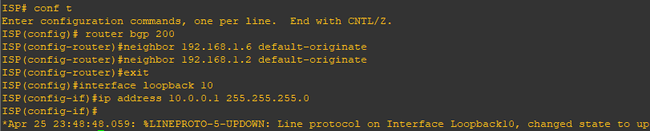 ISP# conf t
Enter configuration commands, one per line.  End with CNTL/Z.
ISP(config)# router bgp 200
ISP(config-router)#neighbor 192.168.1.6 default-originate
ISP(config-router)#neighbor 192.168.1.2 default-originate
ISP(config-router)#exit
ISP(config)#interface loopback 10
ISP(config-if)#ip address 10.0.0.1 255.255.255.0
ISP(config-if)#
*Apr 25 23:48:48.059: %LINEPROTO-5-UPDOWN: Line protocol on Interface Loopback10, changed state to up